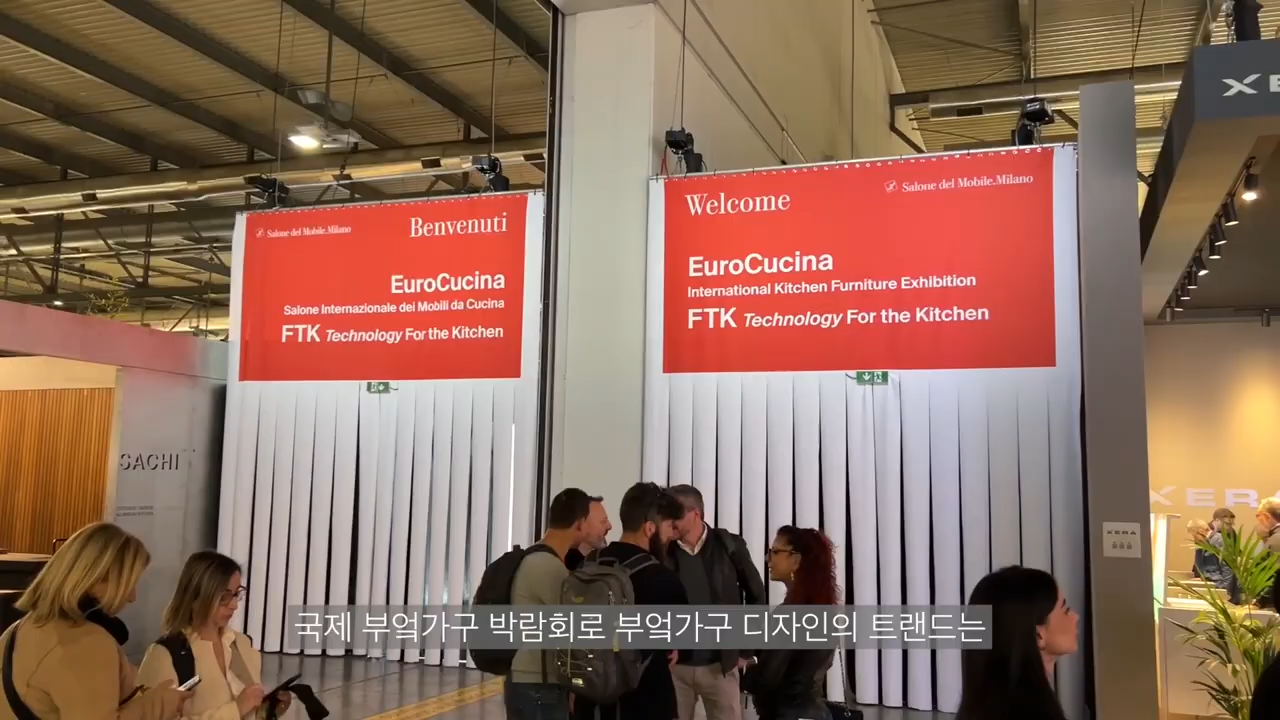 Salone del Mobile.Milano
Benvenuti
EuroCucina
Salone Internazionale dei Mobili da Cucina
FTK Technology For the Kitchen
Welcome
Salone del Mobile.Milano
EuroCucina
International Kitchen Furniture Exhibition
FTK Technology For the Kitchen
SACHI
XERA
국제 부엌가구 박람회로 부엌가구 디자인의 트랜드는